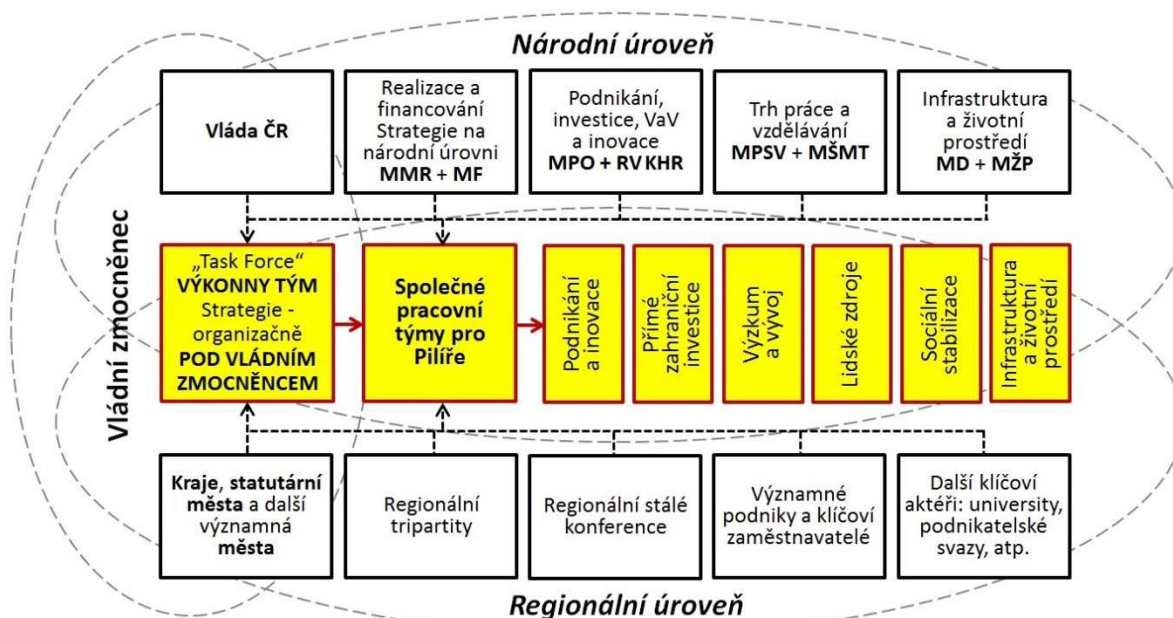 Národní úroveň
Vláda ČR
Realizace a
financování
Strategie na
národní úrovni
MMR + MF
Podnikání,
investice, VaV
a inovace
MPO + RVKHR
Trh práce a
vzdělávání
MPSV + MŠMT
Infrastruktura
a životní
prostředí
MD + MŽP
Vládní zmocněnec
„Task Force“
VÝKONNY TÝM
Strategie -
organizačně
POD VLÁDNÍM
ZMOCNĚNCEM
Společné
pracovní
týmy pro
Pilíře
Podnikání
a inovace
Přímé
zahraniční
investice
Výzkum
a vývoj
Lidské zdroje
Sociální
stabilizace
Infrastruktura
a životní
prostředí
Kraje, statutární
města a další
významná
města
Regionální
tripartity
Regionální stálé
konference
Významné
podniky a klíčoví
zaměstnavatelé
Další klíčoví
aktéři: university,
podnikatelské
svazy, atp.
Regionální úroveň